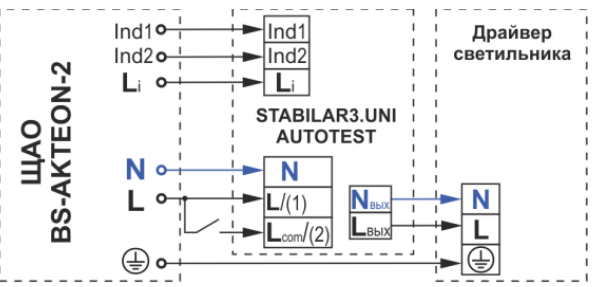 ЩАО
BS-AKTEON-2
Ind1
Ind2
Li
N
L
Ind1
Ind2
Li
STABILAR3.UNI
AUTOTEST
N
L/(1)
Lcom/(2)
Nвых
Lвых
Драйвер
светильника
N
L